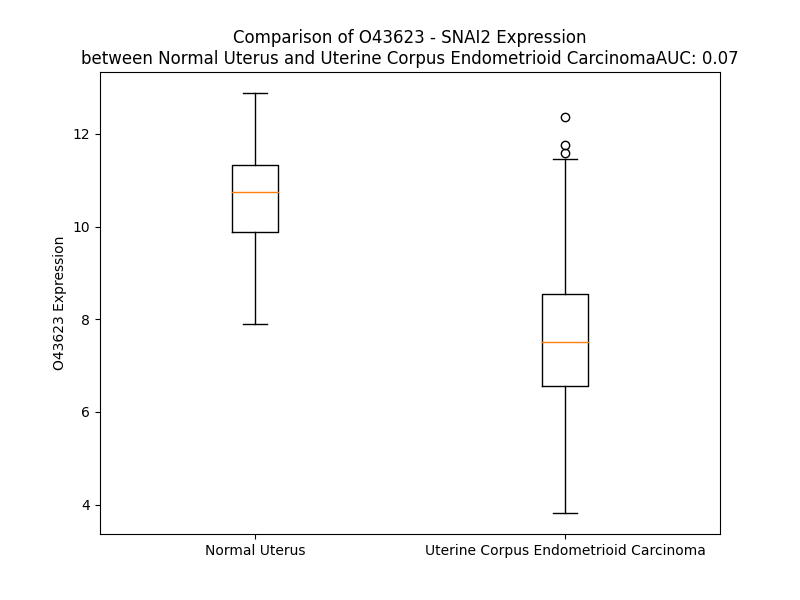 Comparison of O43623 - SNAI2 Expression
between Normal Uterus and Uterine Corpus Endometrioid CarcinomaAUC: 0.07
O43623 Expression
12
10
8
6
4
Normal Uterus
Uterine Corpus Endometrioid Carcinoma